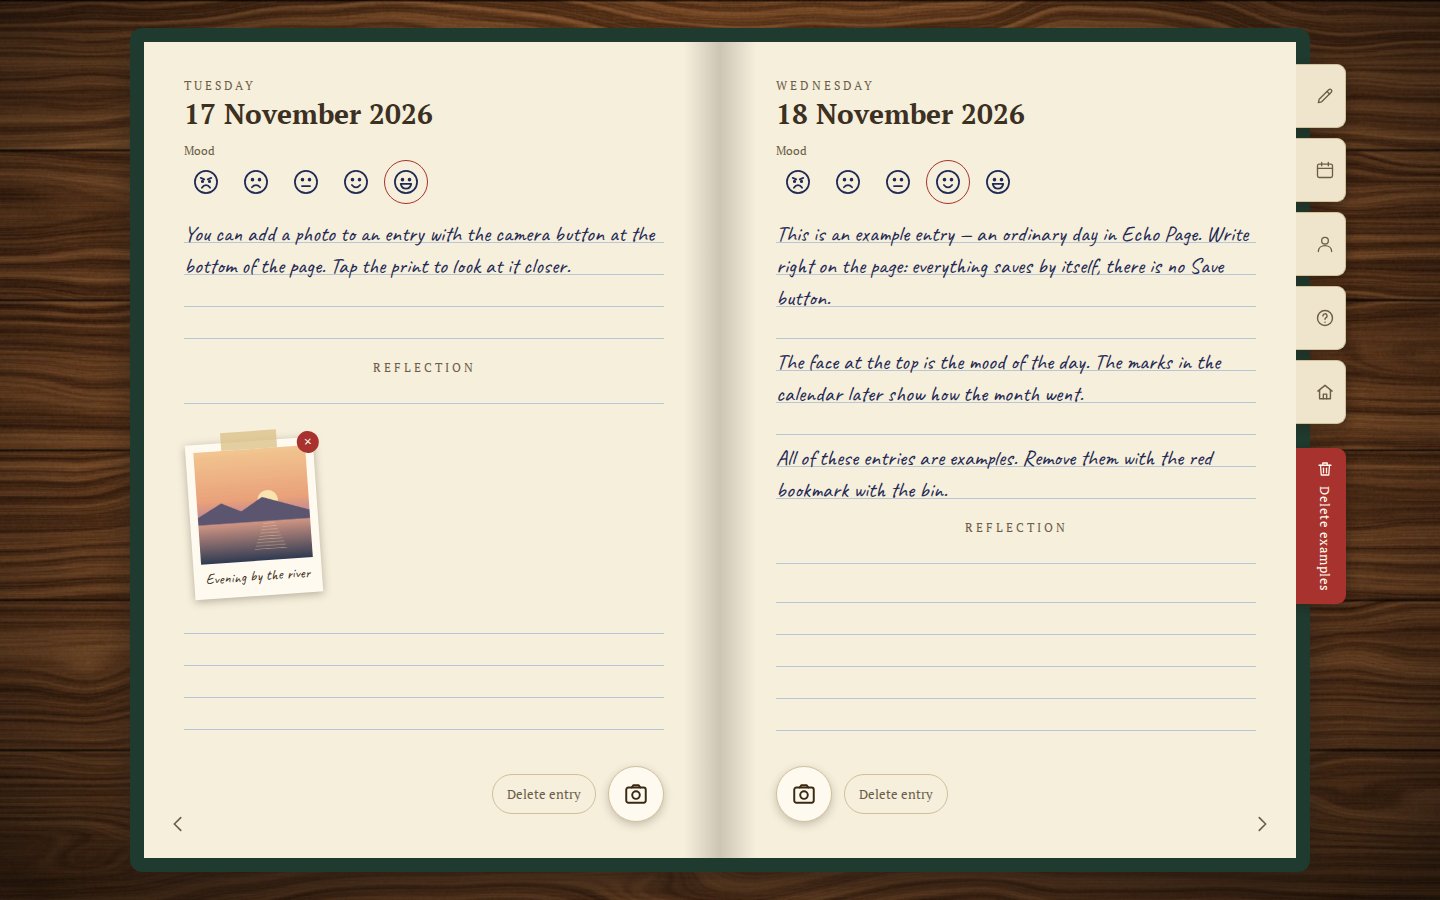 TUESDAY
17 November 2026
Mood
You can add a photo to an entry with the camera button at the
bottom of the page. Tap the print to look at it closer.
REFLECTION
Evening by the river
Delete entry
WEDNESDAY
18 November 2026
Mood
This is an example entry – an ordinary day in Echo Page. Write
right on the page: everything saves by itself, there is no Save
button.
The face at the top is the mood of the day. The marks in the
calendar later show how the month went.
All of these entries are examples. Remove them with the red
bookmark with the bin.
REFLECTION
Delete entry
Delete examples